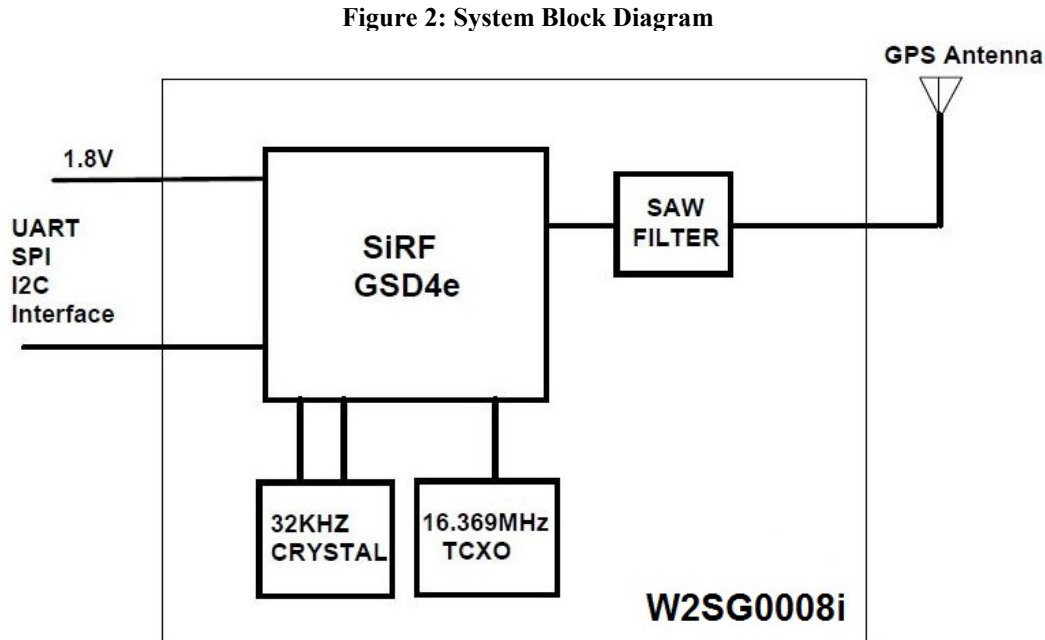 Figure 2: System Block Diagram
GPS Antenna
1.8V
UART
SPI
I2C
Interface
SiRF
GSD4e
SAW
FILTER
32KHZ
CRYSTAL
16.369MHz
TCXO
W2SG0008i